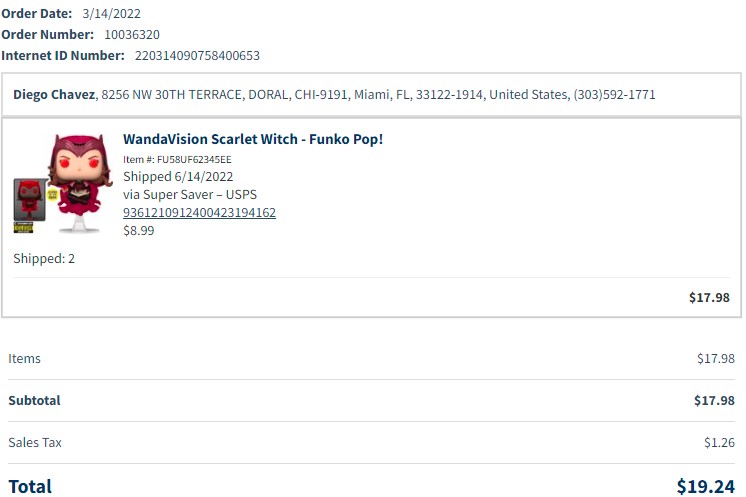 Order Date: 3/14/2022
Order Number: 10036320
Internet ID Number: 220314090758400653
Diego Chavez, 8256 NW 30TH TERRACE, DORAL, CHI-9191, Miami, FL, 33122-1914, United States, (303)592-1771
WandaVision Scarlet Witch - Funko Pop!
Item #: FU58UF62345EE
Shipped 6/14/2022
via Super Saver – USPS
9361210912400423194162
$8.99
Shipped: 2
$17.98
Items $17.98
Subtotal $17.98
Sales Tax $1.26
Total $19.24